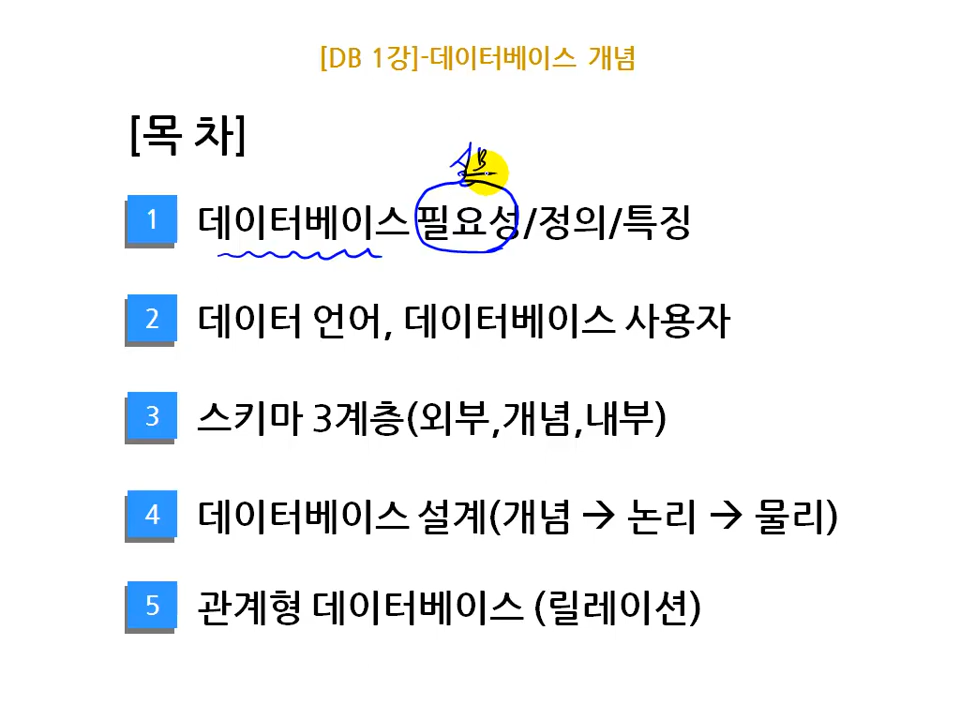 [DB 1강]-데이터베이스 개념
[목 차]
1 데이터베이스 필요성/정의/특징
2 데이터 언어, 데이터베이스 사용자
3 스키마 3계층(외부,개념,내부)
4 데이터베이스 설계(개념 → 논리 → 물리)
5 관계형 데이터베이스 (릴레이션)